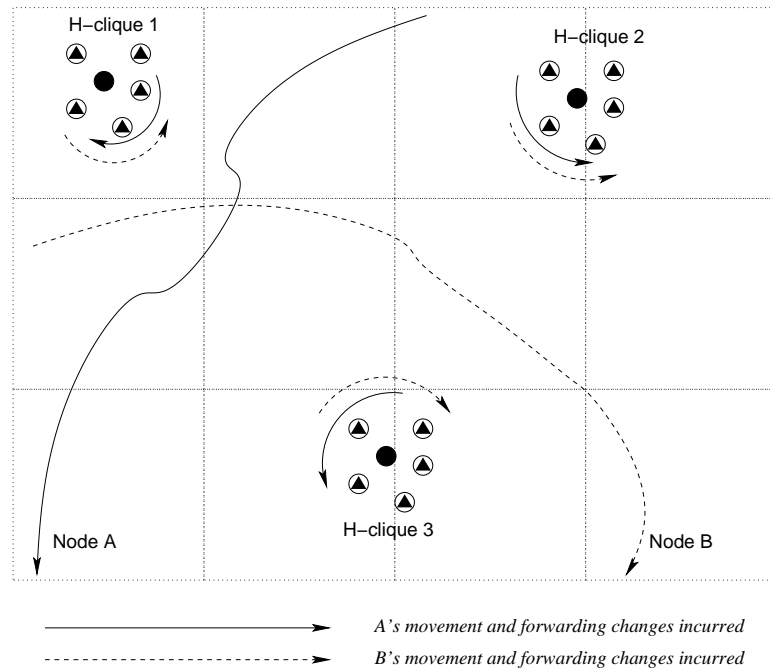 H−clique 1
H−clique 2
H−clique 3
Node A
Node B
A's movement and forwarding changes incurred
B's movement and forwarding changes incurred